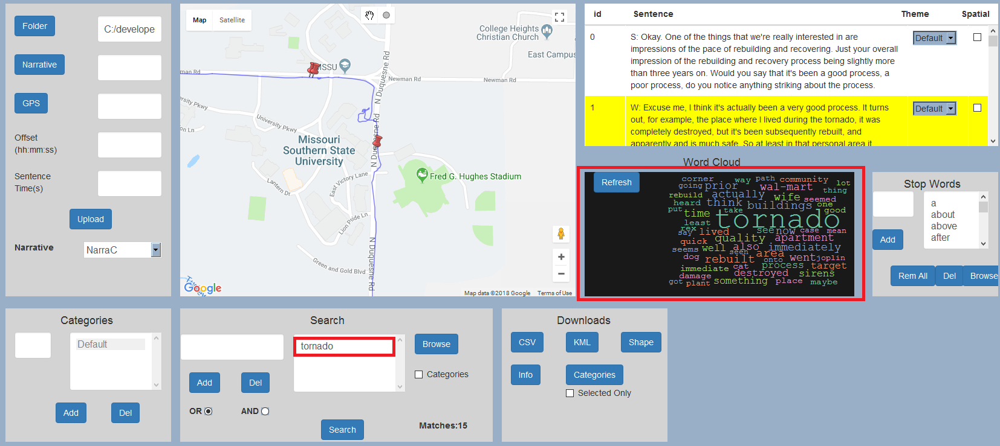 Folder
C:/develope
Narrative
GPS
Offset
(hh:mm:ss)
Sentence
Time(s)
Upload
Narrative
NarraC
Map
Satellite
College Heights
Christian Church
East Campus
MSSU
man Rd
Newman Rd
Newman Rd
N Duquesne Rd
University Pkwy
University Pkwy
son Ln
N Duquesne Rd
Missouri
Southern State
University
Lantern Dr
East Victory Lane
Fred G. Hughes Stadium
Lion Pride Ln
N Duquesne Rd
Green and Gold Blvd
Google
Map data ©2018 Google
Terms of Use
id Sentence Theme Spatial
0
S: Okay. One of the things that we're really interested in are
impressions of the pace of rebuilding and recovering. Just your overall
impression of the rebuilding and recovery process being slightly more
than three years on. Would you say that it's been a good process, a
poor process, do you notice anything striking about the process.
Default
1
W: Excuse me, I think it's actually been a very good process. It turns
out, for example, the place where I lived during the tornado, it was
completely destroyed, but it's been subsequently rebuilt, and
apparently and is much safe. So at least in that personal area it
Default
Word Cloud
Refresh
corner way path community
going prior wal-mart lot
thing
rebuild actually wife seemed
heard think buildings one
put time take tornado good
least
rex see now case mean
say lived quality apartment
quick
seems well also immediately
dog seen area went joplin
rebuilt onto
immediate cat process target
damage destroyed sirens
got plant something place maybe
Stop Words
a
about
above
after
Add
Rem All
Del
Browse
Categories
Default
Add
Del
Search
tornado
Browse
Add
Del
Categories
OR
AND
Search
Matches:15
Downloads
CSV
KML
Shape
Info
Categories
Selected Only